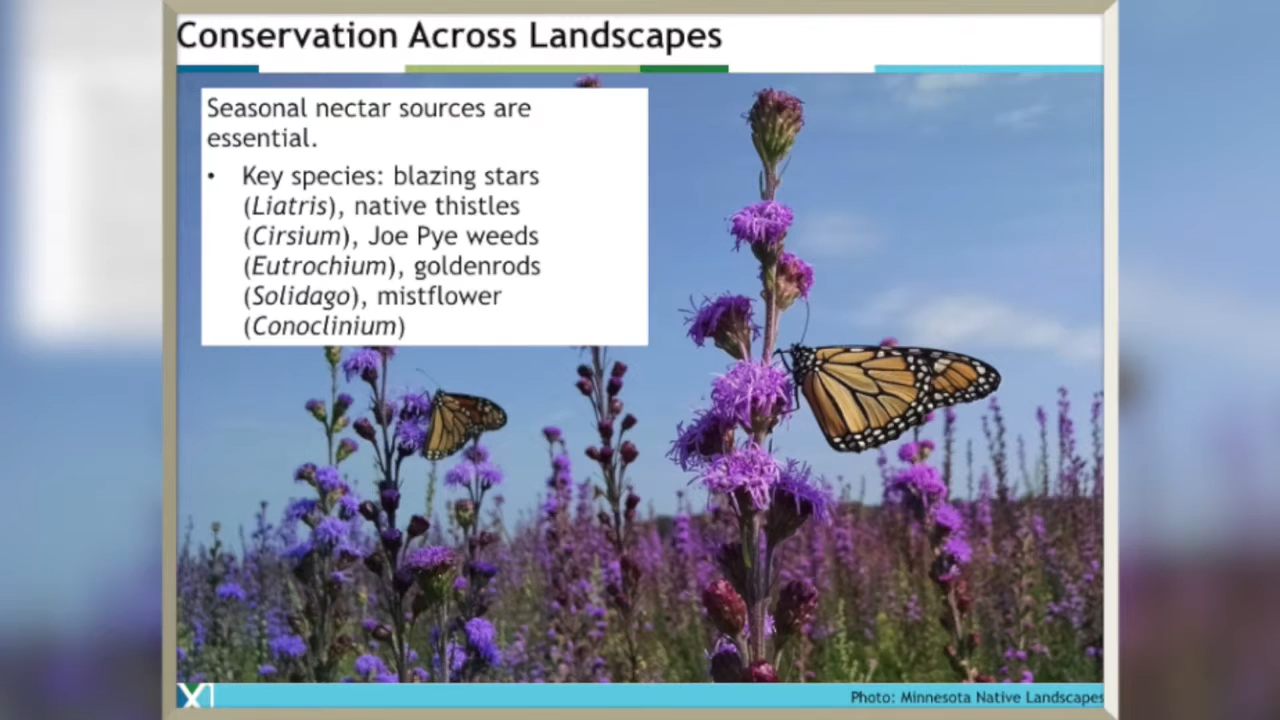 Conservation Across Landscapes
Seasonal nectar sources are
essential.
• Key species: blazing stars
(Liatris), native thistles
(Cirsium), Joe Pye weeds
(Eutrochium), goldenrods
(Solidago), mistflower
(Conoclinium)
Photo: Minnesota Native Landscapes